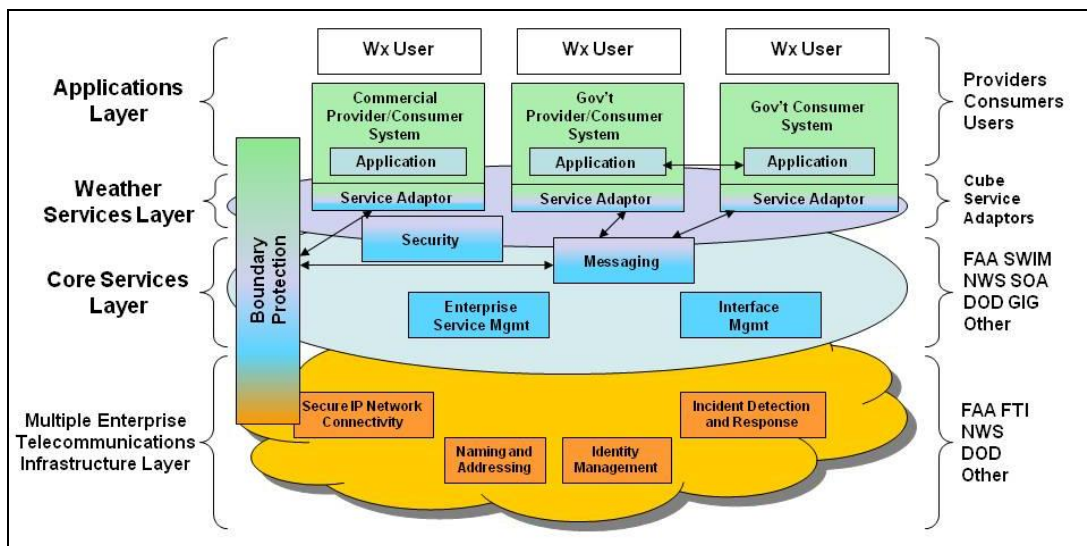 Wx User
Wx User
Wx User
Applications
Layer
Commercial
Provider/Consumer
System
Gov't
Provider/Consumer
System
Gov't Consumer
System
Application
Application
Application
Providers
Consumers
Users
Weather
Services Layer
Service Adaptor
Service Adaptor
Service Adaptor
Cube
Service
Adaptors
Boundary
Protection
Security
Messaging
Core Services
Layer
Enterprise
Service Mgmt
Interface
Mgmt
FAA SWIM
NWS SOA
DOD GIG
Other
Multiple Enterprise
Telecommunications
Infrastructure Layer
Secure IP Network
Connectivity
Incident Detection
and Response
Naming and
Addressing
Identity
Management
FAA FTI
NWS
DOD
Other